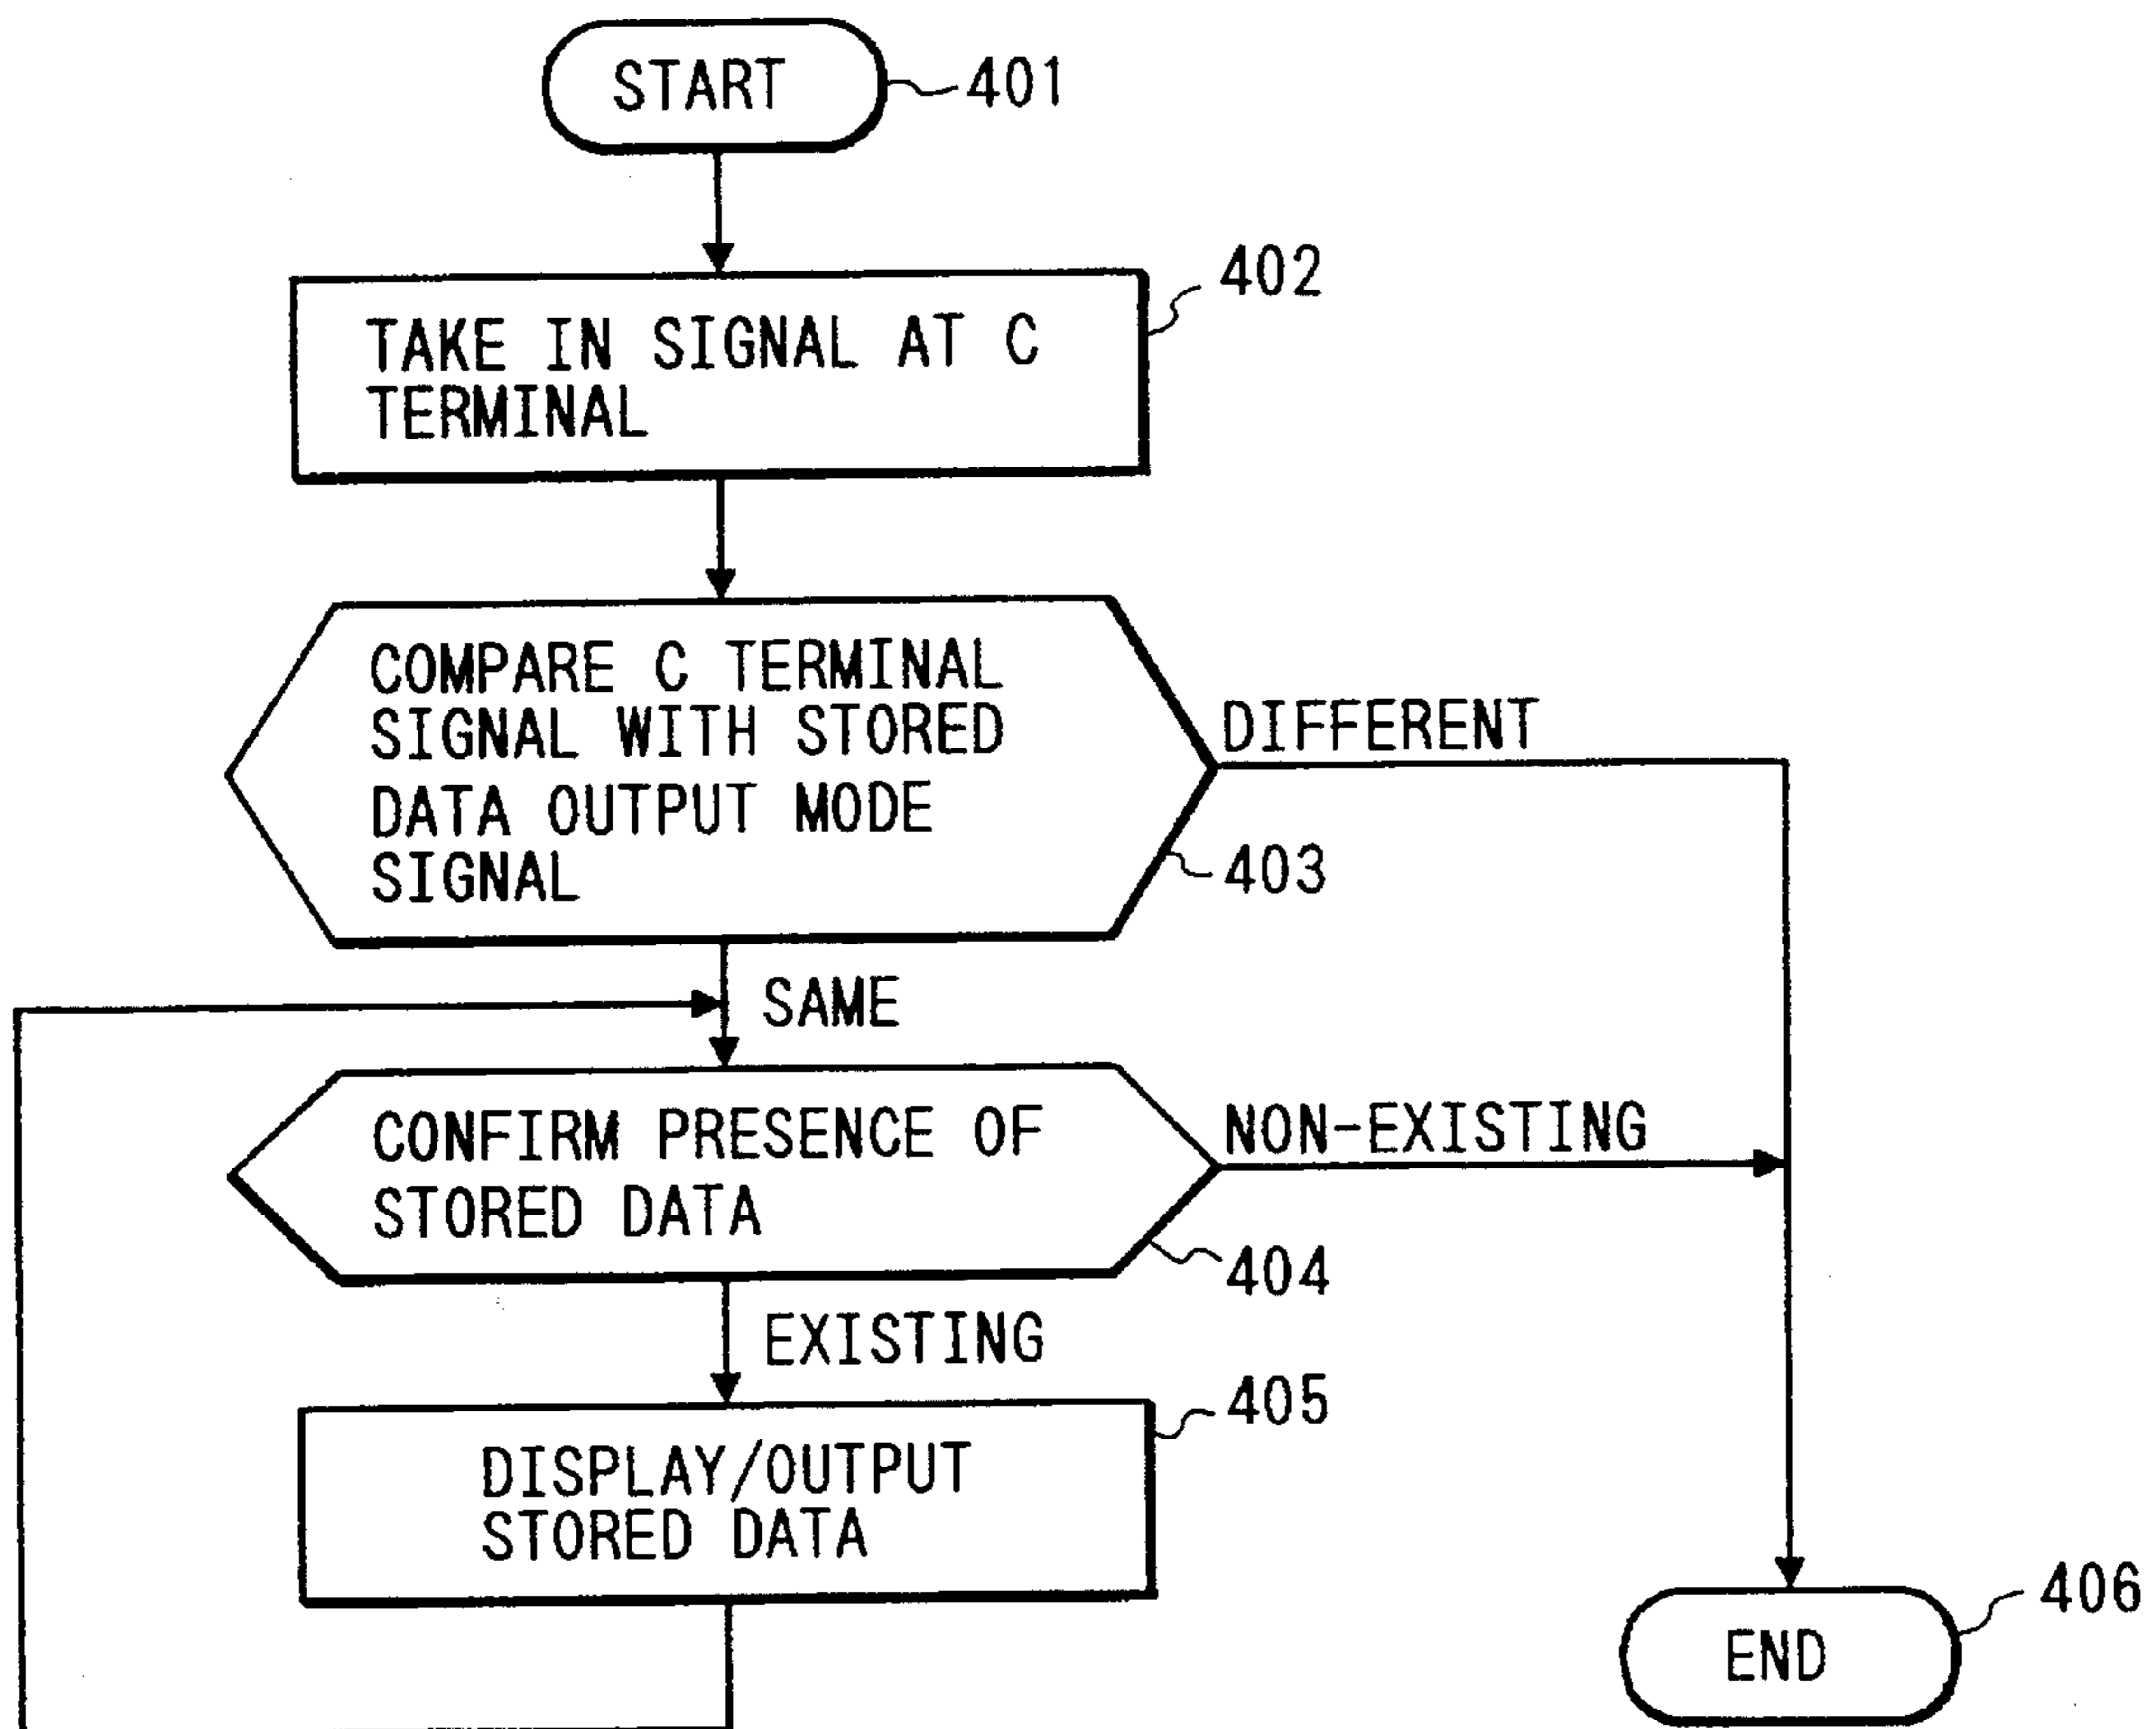 START
401
402
TAKE IN SIGNAL AT C
TERMINAL
COMPARE C TERMINAL
SIGNAL WITH STORED
DATA OUTPUT MODE
SIGNAL
DIFFERENT
403
SAME
CONFIRM PRESENCE OF
STORED DATA
NON-EXISTING
404
EXISTING
405
DISPLAY/OUTPUT
STORED DATA
406
END